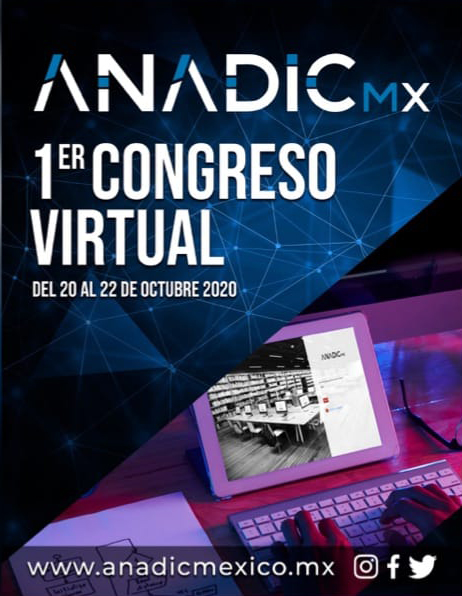 ANADIC MX
1ER CONGRESO
VIRTUAL
DEL 20 AL 22 DE OCTUBRE 2020
ANADIC
www.anadicmexico.mx